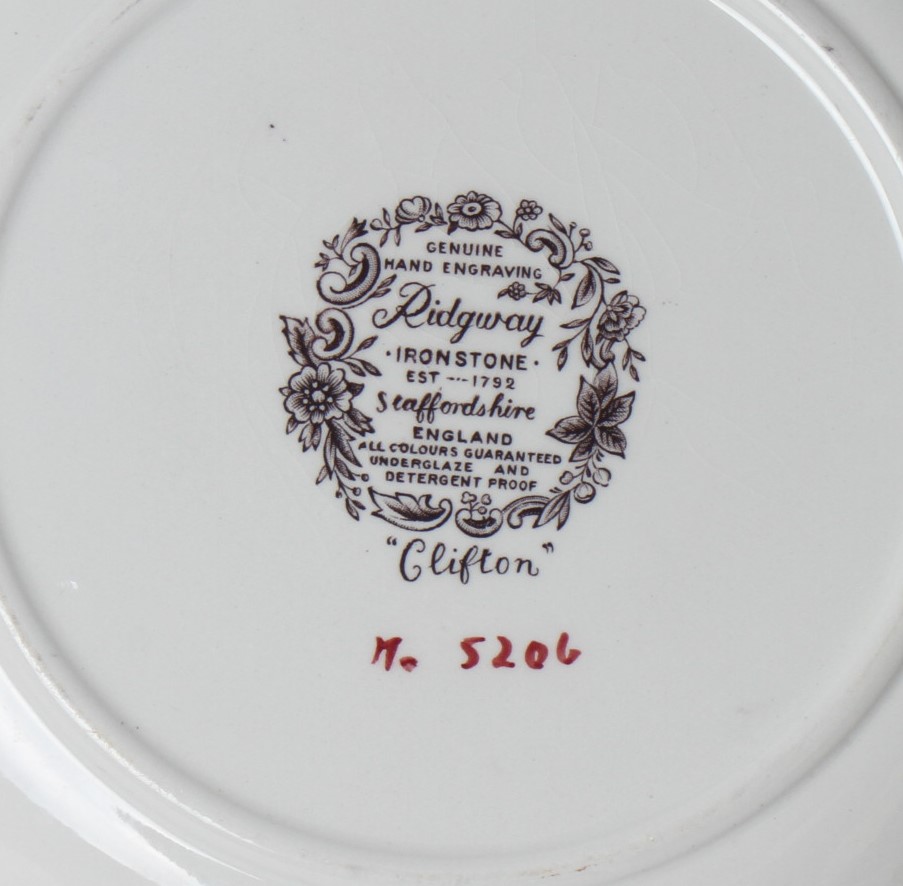 GENUINE
HAND ENGRAVING
Ridgway
·IRONSTONE·
EST ---1792
Staffordshire
ENGLAND
ALL COLOURS GUARANTEED
UNDERGLAZE AND
DETERGENT PROOF
"Clifton"
5206